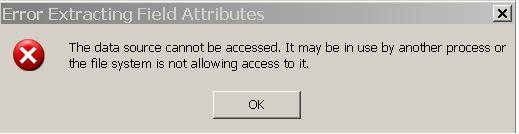 Error Extracting Field Attributes
The data source cannot be accessed. It may be in use by another process or
the file system is not allowing access to it.
OK